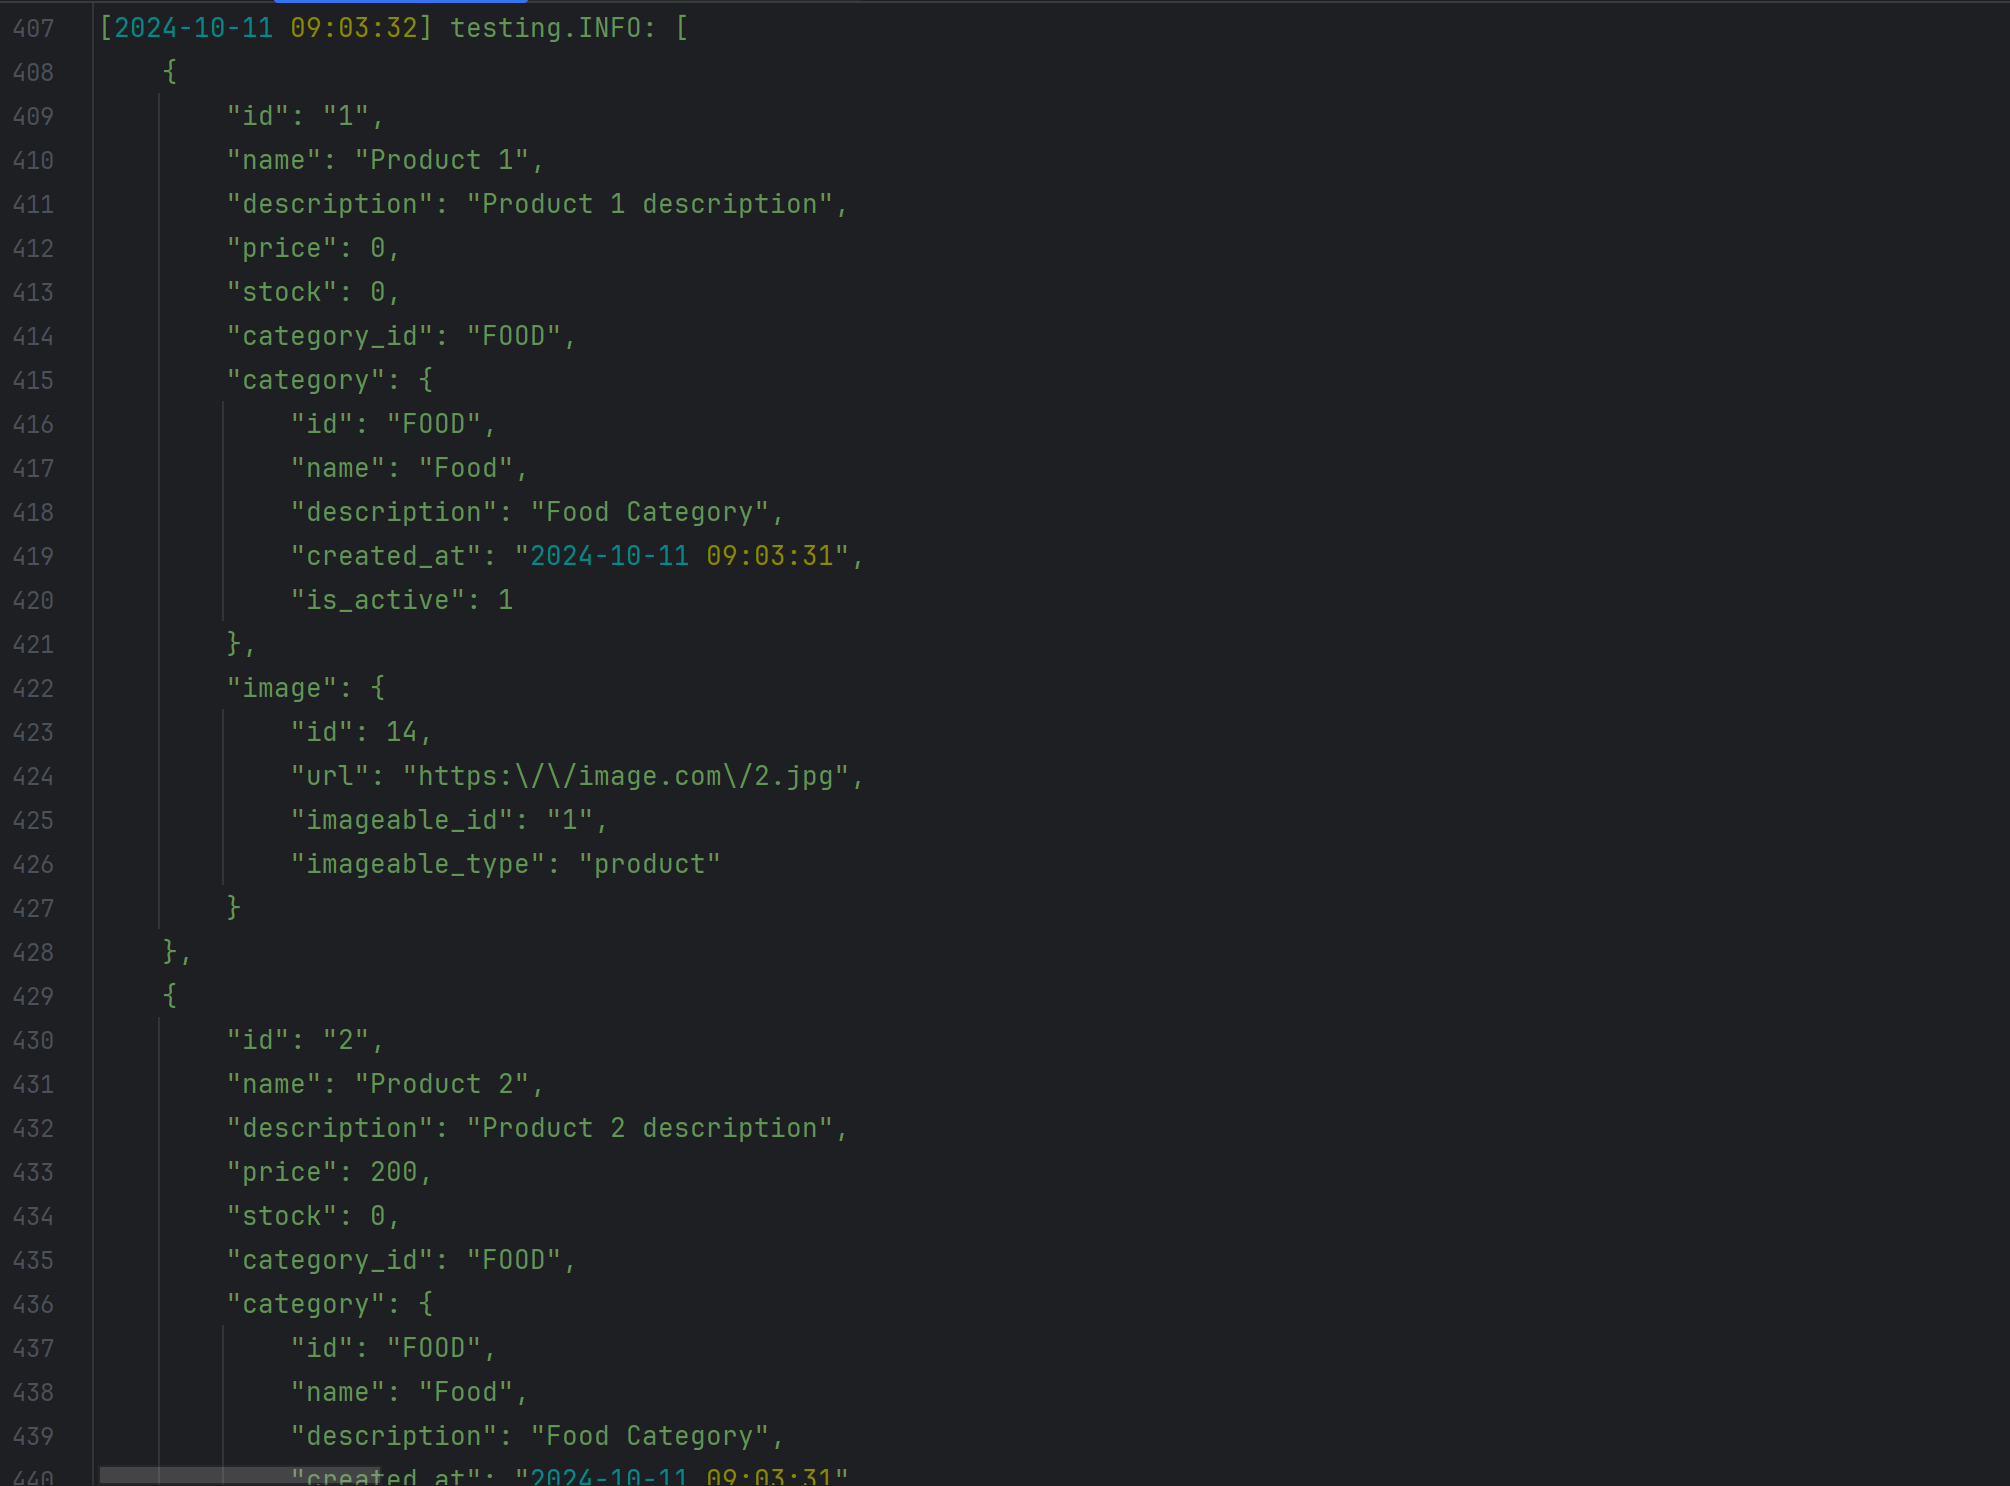 407 [2024-10-11 09:03:32] testing.INFO: [
408 {
409 "id": "1",
410 "name": "Product 1",
411 "description": "Product 1 description",
412 "price": 0,
413 "stock": 0,
414 "category_id": "FOOD",
415 "category": {
416 "id": "FOOD",
417 "name": "Food",
418 "description": "Food Category",
419 "created_at": "2024-10-11 09:03:31",
420 "is_active": 1
421 },
422 "image": {
423 "id": 14,
424 "url": "https:\/\/image.com\/2.jpg",
425 "imageable_id": "1",
426 "imageable_type": "product"
427 }
428 },
429 {
430 "id": "2",
431 "name": "Product 2",
432 "description": "Product 2 description",
433 "price": 200,
434 "stock": 0,
435 "category_id": "FOOD",
436 "category": {
437 "id": "FOOD",
438 "name": "Food",
439 "description": "Food Category",
440 "created_at": "2024-10-11 09:03:31"